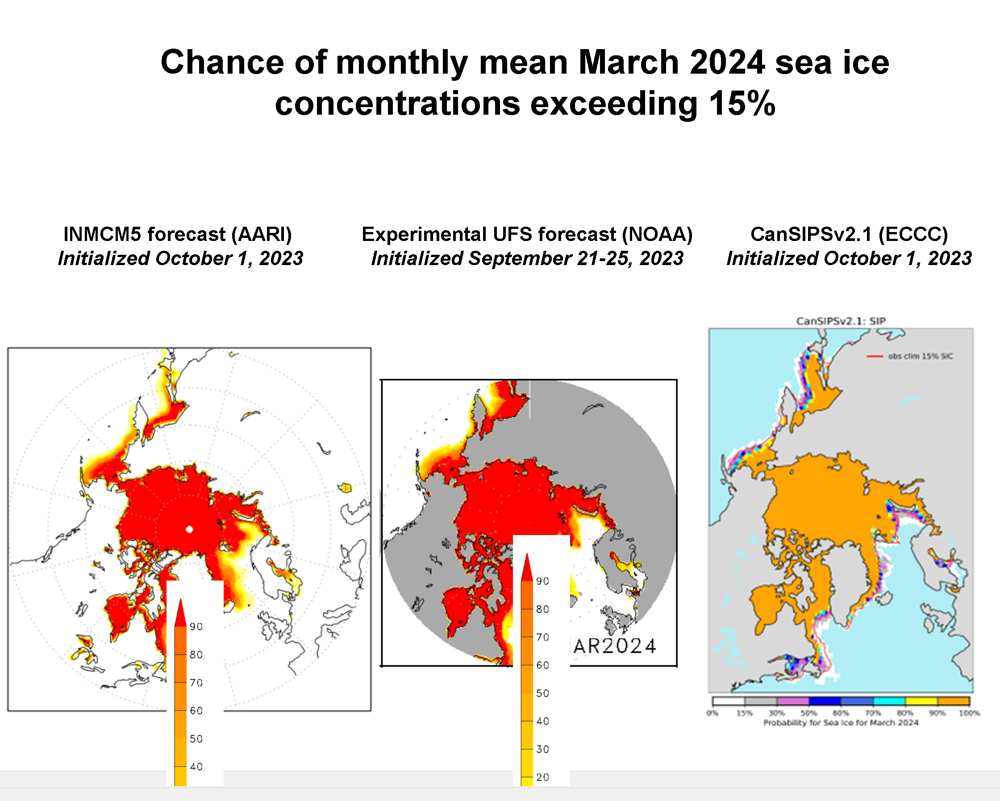 Chance of monthly mean March 2024 sea ice
concentrations exceeding 15%
INMCM5 forecast (AARI)
Initialized October 1, 2023
Experimental UFS forecast (NOAA)
Initialized September 21-25, 2023
CanSIPSv2.1 (ECCC)
Initialized October 1, 2023
90
80
70
60
50
40
AR2024
90
80
70
60
50
40
30
20
CanSIPSv2.1: SIP
obs clim 15% SIC
0% 15% 30% 50% 60% 70% 80% 90% 100%
Probability for Sea Ice for March 2024